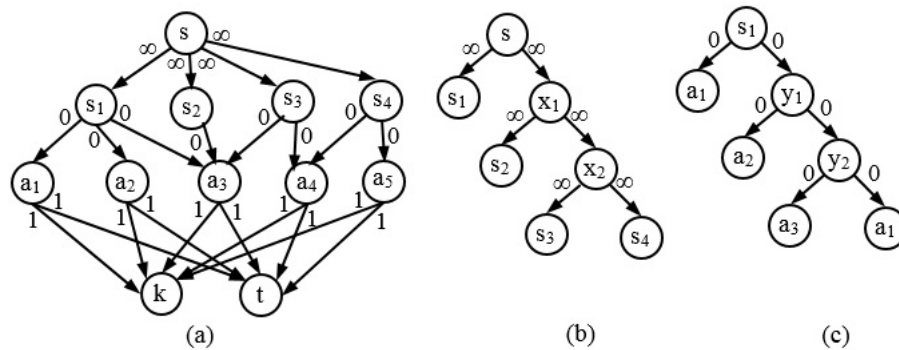 ∞ s ∞
∞ ∞
s₁ s₂ s₃ s₄
0 0 0 0 0 0 0 0
a₁ a₂ a₃ a₄ a₅
1 1 1 1 1 1 1 1 1 1
k t
(a)
s
∞ ∞
s₁ x₁
∞ ∞
s₂ x₂
∞ ∞
s₃ s₄
(b)
s₁
0 0
a₁ y₁
0 0
a₂ y₂
0 0
a₃ a₁
(c)